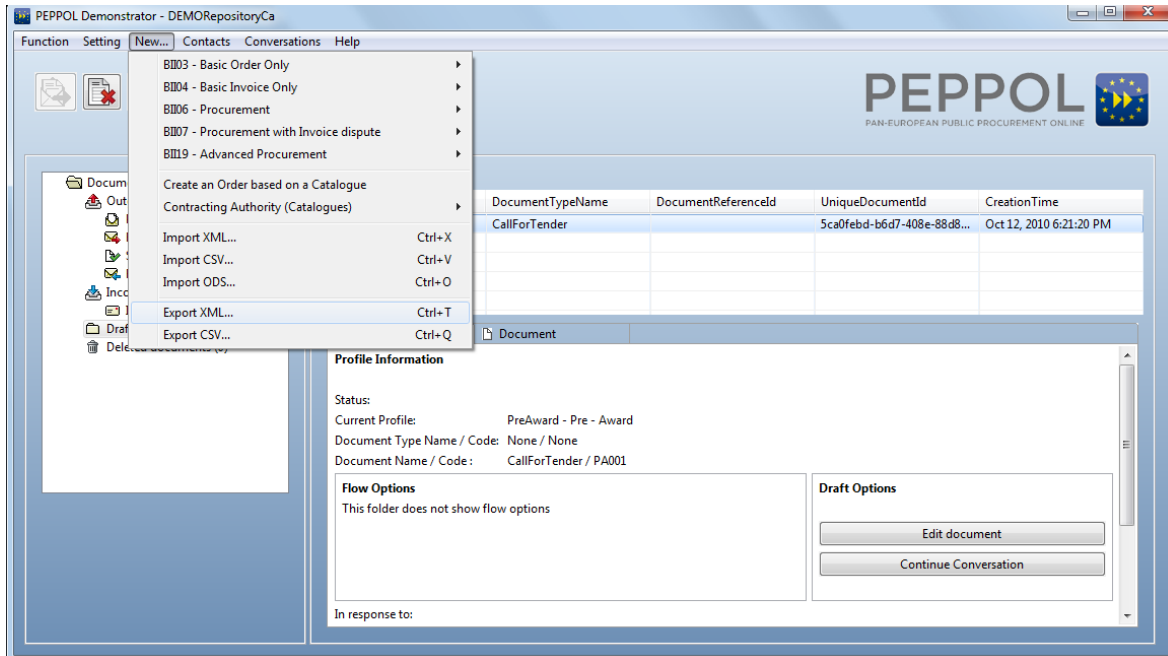 PEPPOL Demonstrator - DEMORepositoryCa
Function Setting New... Contacts Conversations Help
BII03 - Basic Order Only
BII04 - Basic Invoice Only
BII06 - Procurement
BII07 - Procurement with Invoice dispute
BII19 - Advanced Procurement
Create an Order based on a Catalogue
Contracting Authority (Catalogues)
Import XML... Ctrl+X
Import CSV... Ctrl+V
Import ODS... Ctrl+O
Export XML... Ctrl+T
Export CSV... Ctrl+Q
PEPPOL
PAN-EUROPEAN PUBLIC PROCUREMENT ONLINE
Docum
Out
Inco
Draf
DocumentTypeName DocumentReferenceId UniqueDocumentId CreationTime
CallForTender 5ca0febd-b6d7-408e-88d8... Oct 12, 2010 6:21:20 PM
Document
Profile Information
Status:
Current Profile: PreAward - Pre - Award
Document Type Name / Code: None / None
Document Name / Code : CallForTender / PA001
Flow Options
This folder does not show flow options
Draft Options
Edit document
Continue Conversation
In response to: